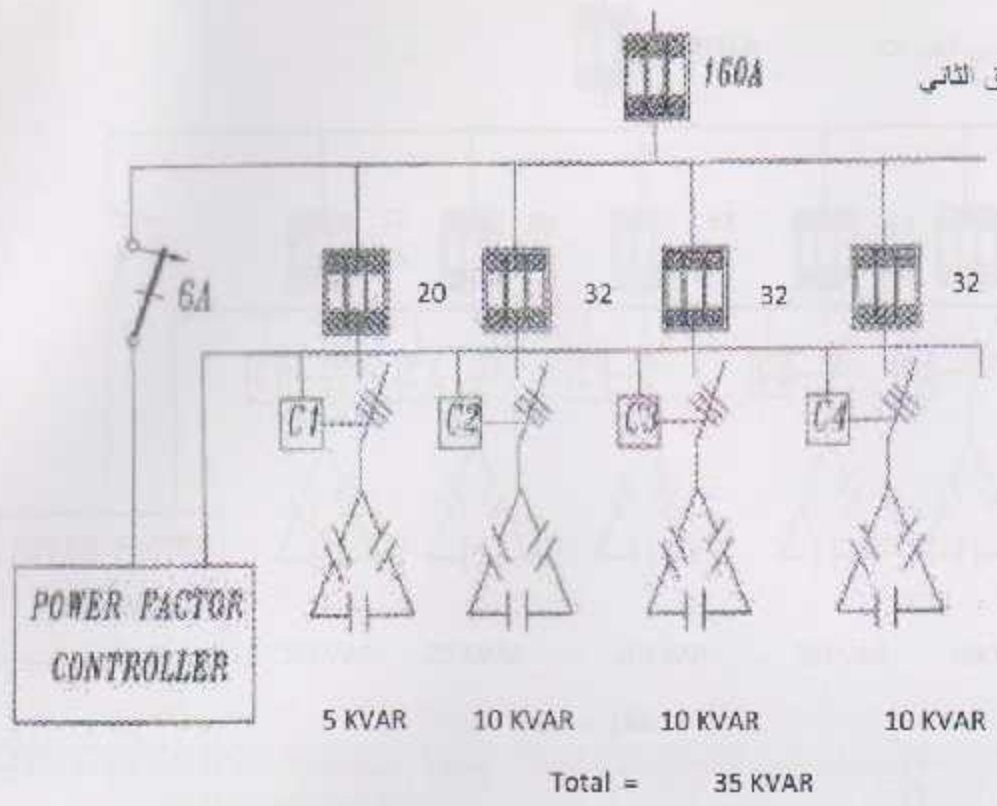 160A
ق الثاني
6A
20
32
32
32
C1
C2
C3
C4
POWER FACTOR
CONTROLLER
5 KVAR 10 KVAR 10 KVAR 10 KVAR
Total = 35 KVAR